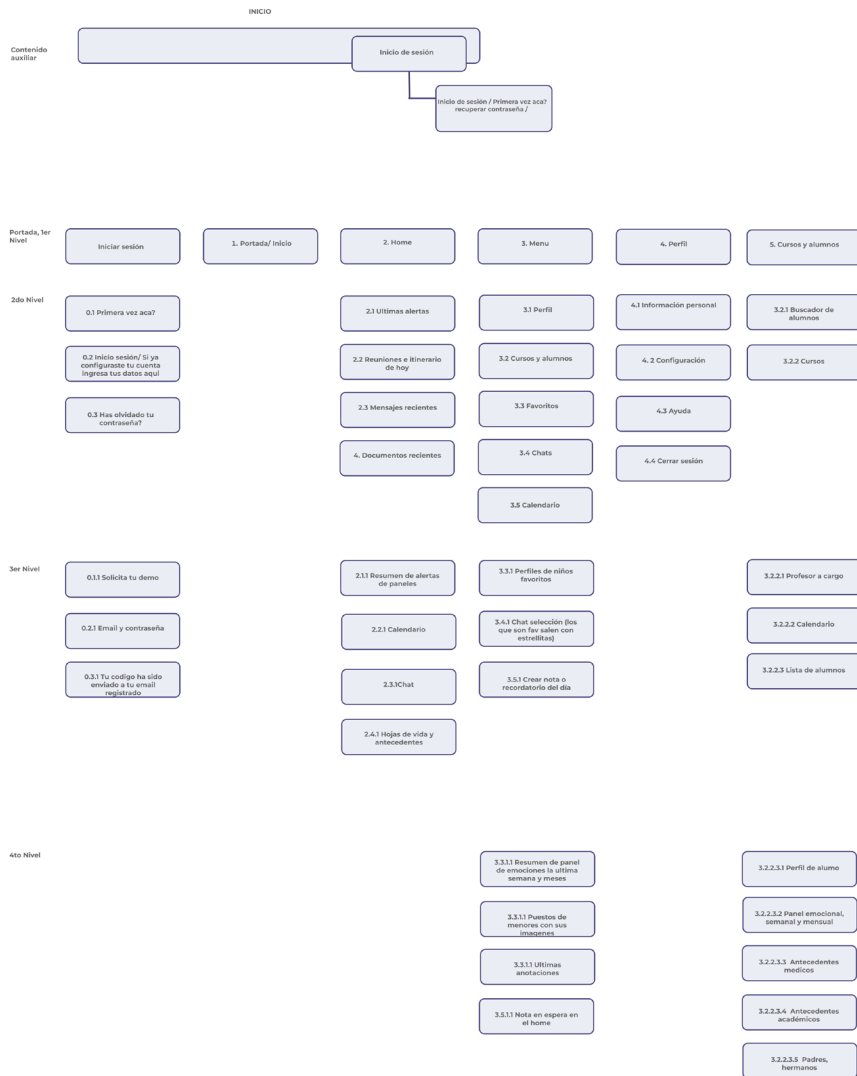 INICIO
Contenido
auxiliar
Inicio de sesión
Inicio de sesión / Primera vez aca?
recuperar contraseña /
Portada, 1er
Nivel
Iniciar sesión
1. Portada/ Inicio
2. Home
3. Menu
4. Perfil
5. Cursos y alumnos
2do Nivel
0.1 Primera vez aca?
2.1 Ultimas alertas
3.1 Perfil
4.1 Información personal
3.2.1 Buscador de
alumnos
0.2 Inicio sesión/ Si ya
configuraste tu cuenta
ingresa tus datos aqui
2.2 Reuniones e itinerario
de hoy
3.2 Cursos y alumnos
4. 2 Configuración
3.2.2 Cursos
0.3 Has olvidado tu
contraseña?
2.3 Mensajes recientes
3.3 Favoritos
4.3 Ayuda
4. Documentos recientes
3.4 Chats
4.4 Cerrar sesión
3.5 Calendario
3er Nivel
0.1.1 Solicita tu demo
2.1.1 Resumen de alertas
de paneles
3.3.1 Perfiles de niños
favoritos
3.2.2.1 Profesor a cargo
0.2.1 Email y contraseña
2.2.1 Calendario
3.4.1 Chat selección (los
que son fav salen con
estrellitas)
3.2.2.2 Calendario
0.3.1 Tu codigo ha sido
enviado a tu email
registrado
2.3.1Chat
3.5.1 Crear nota o
recordatorio del día
3.2.2.3 Lista de alumnos
2.4.1 Hojas de vida y
antecedentes
4to Nivel
3.3.1.1 Resumen de panel
de emociones la ultima
semana y meses
3.2.2.3.1 Perfil de alumo
3.3.1.1 Puestos de
menores con sus
imagenes
3.2.2.3.2 Panel emocional,
semanal y mensual
3.3.1.1 Ultimas
anotaciones
3.2.2.3.3 Antecedentes
medicos
3.5.1.1 Nota en espera en
el home
3.2.2.3.4 Antecedentes
académicos
3.2.2.3.5 Padres,
hermanos